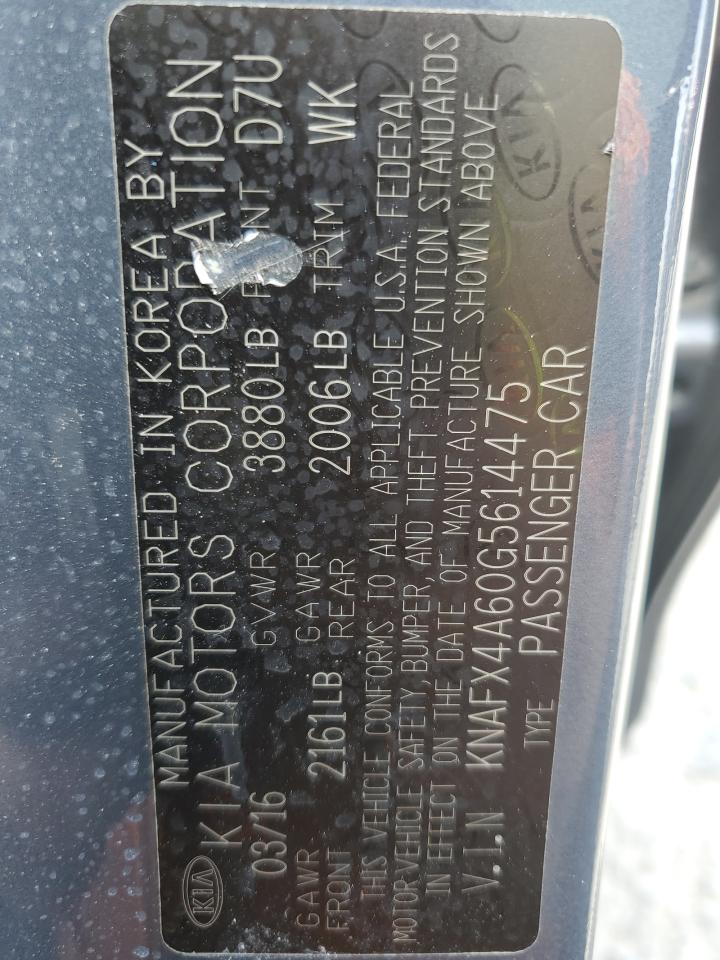 MANUFACTURED IN KOREA BY
KIA KIA MOTORS CORPORATION
03/16 GVWR 3880LB PAINT D7U
GAWR FRONT 2161LB GAWR REAR 2006LB TRIM WK
THIS VEHICLE CONFORMS TO ALL APPLICABLE U.S.A. FEDERAL
MOTOR VEHICLE SAFETY, BUMPER, AND THEFT PREVENTION STANDARDS
IN EFFECT ON THE DATE OF MANUFACTURE SHOWN ABOVE
V.I.N KNAFX4A60G5614475
TYPE PASSENGER CAR
KIA
KIA